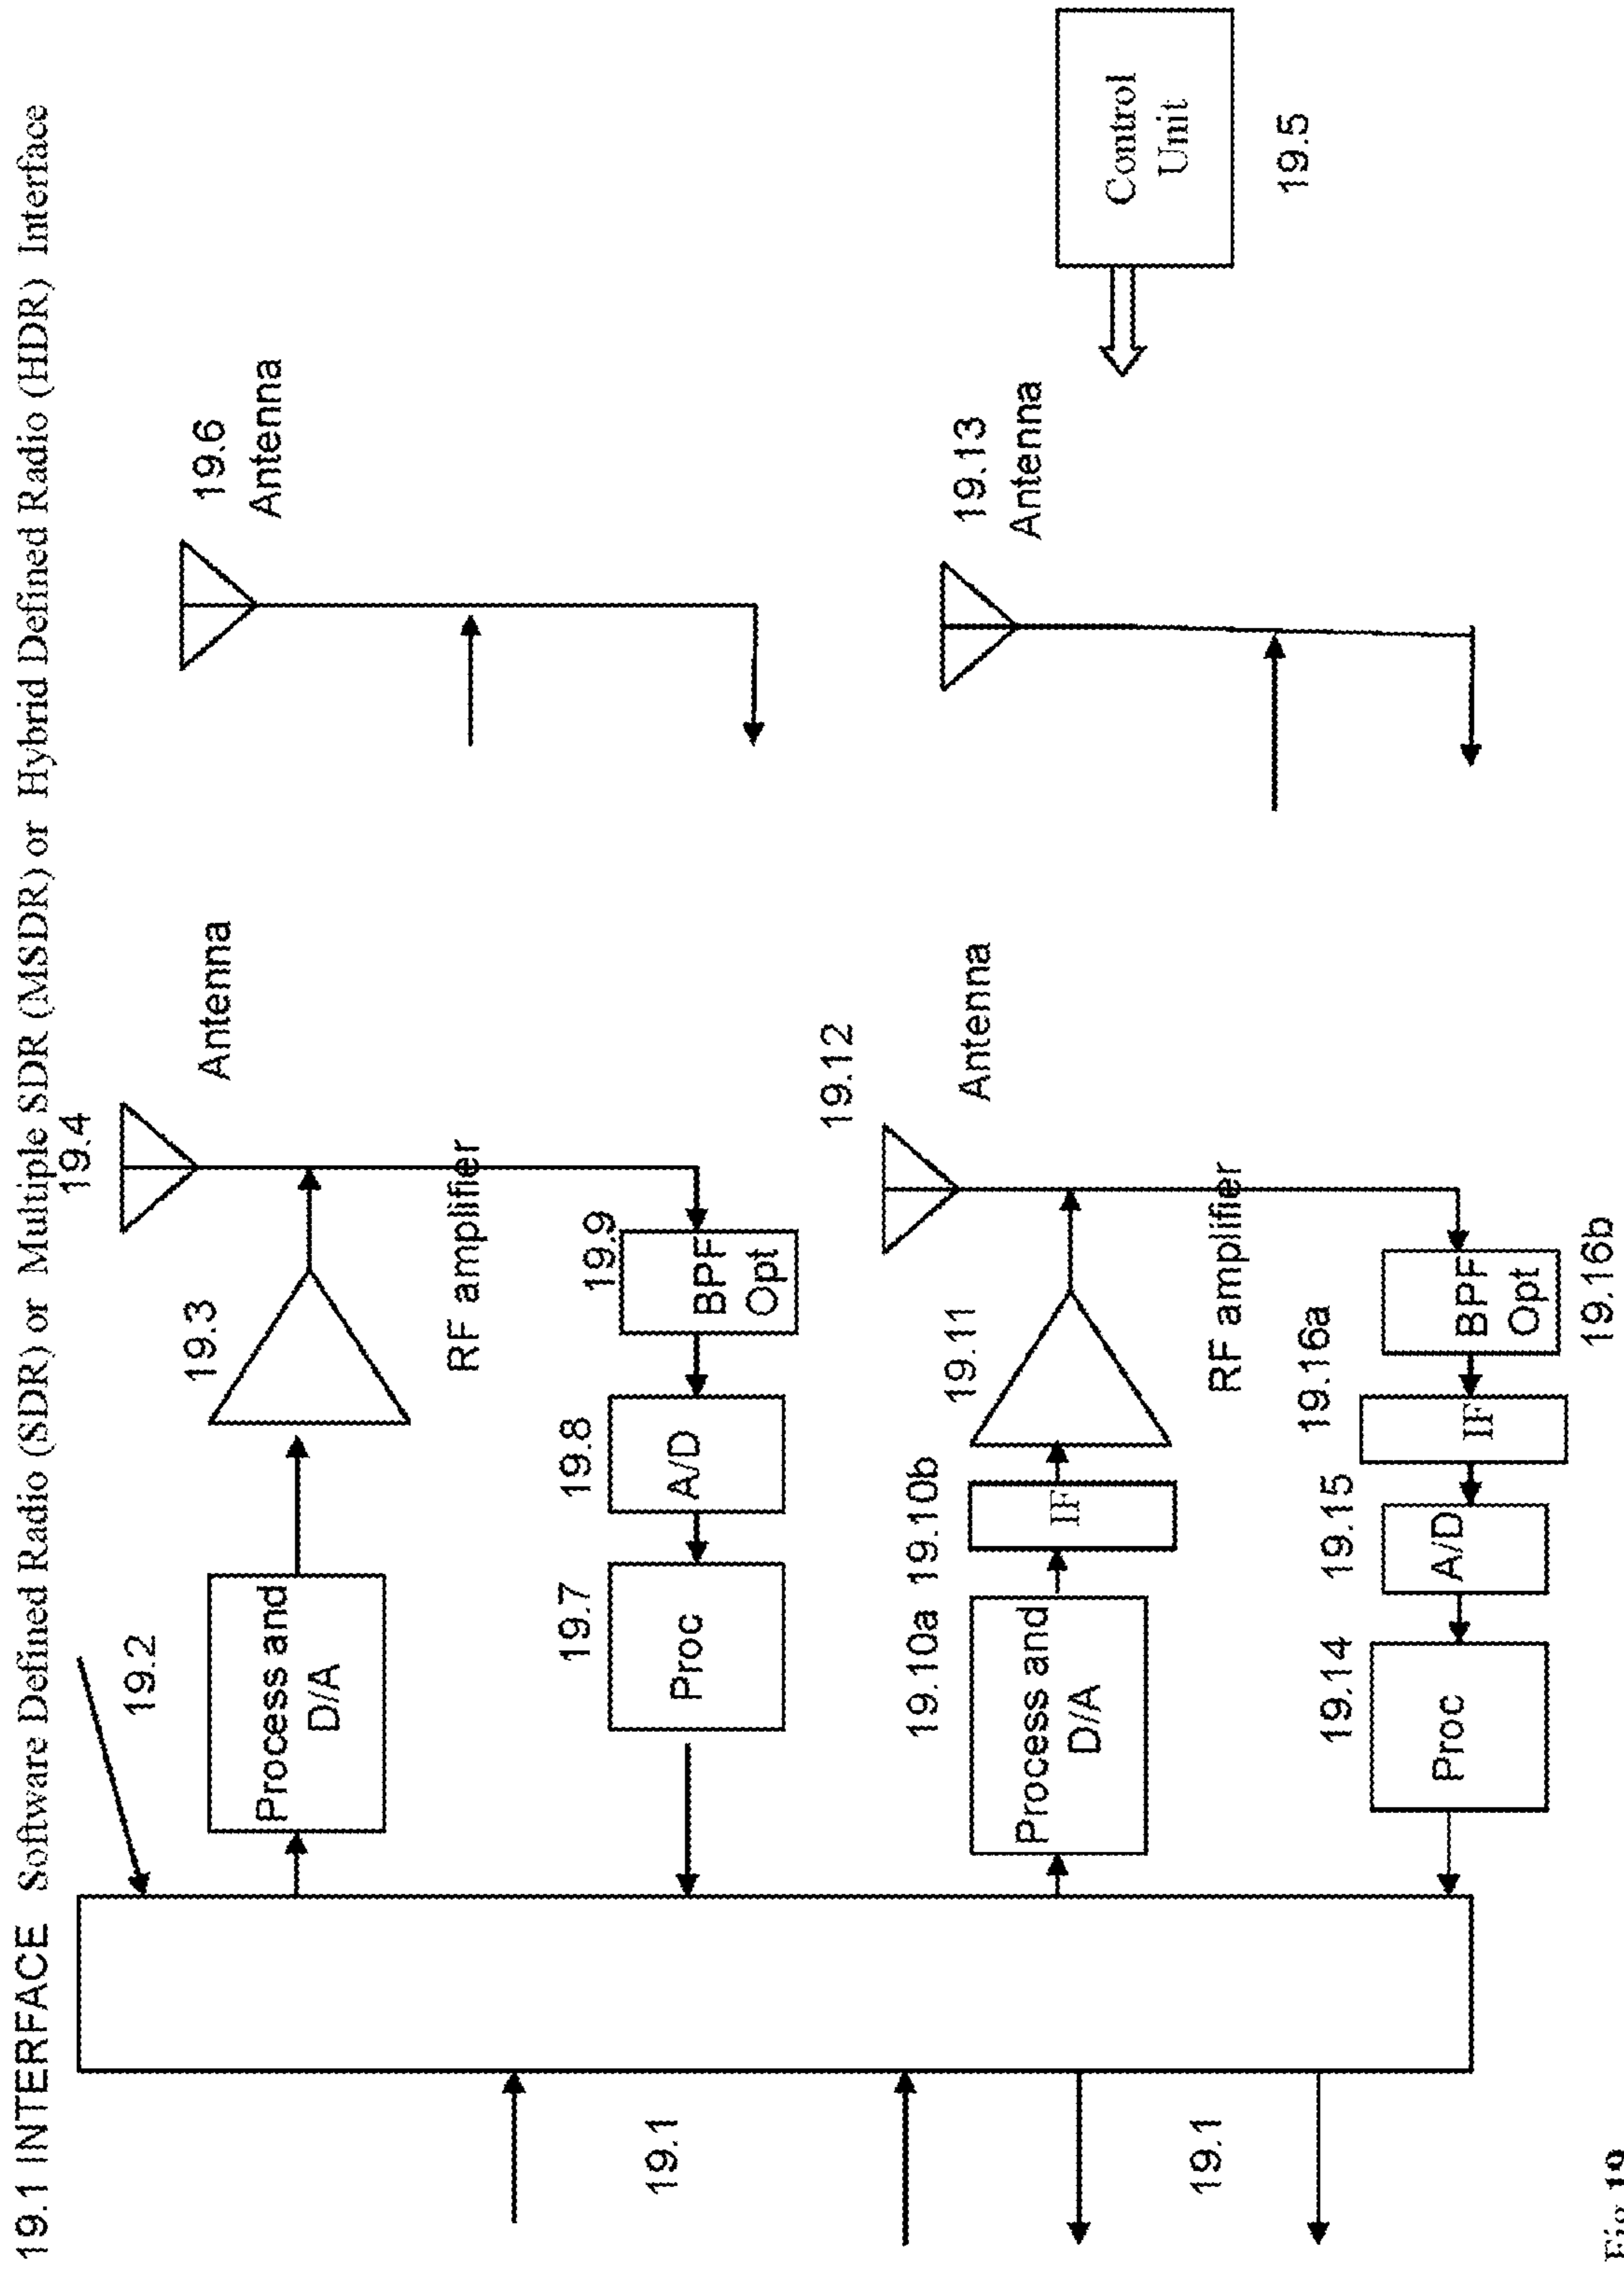 19.1 INTERFACE Software Defined Radio (SDR) or Multiple SDR (MSDR) or Hybrid Defined Radio (HDR) Interface
19.4
Antenna
19.6
Antenna
19.2
Process and
D/A
19.3
RF amplifier
19.7
Proc
19.8
A/D
19.9
BPF
Opt
19.1
19.12
Antenna
19.13
Antenna
Control
Unit
19.5
19.10a
Process and
D/A
19.10b
IF
19.11
RF amplifier
19.14
Proc
19.15
A/D
19.16a
IF
BPF
Opt
19.16b
19.1
Fig 19